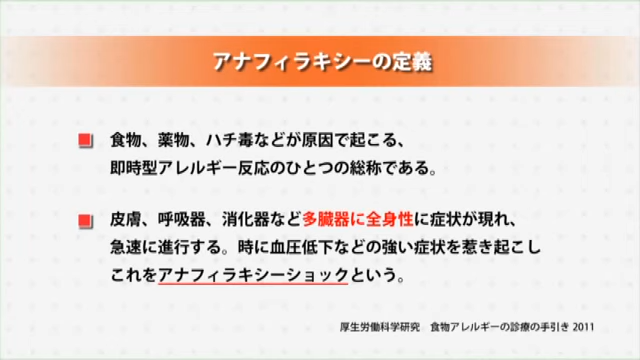 アナフィラキシーの定義
食物、薬物、ハチ毒などが原因で起こる、
即時型アレルギー反応のひとつの総称である。
皮膚、呼吸器、消化器など多臓器に全身性に症状が現れ、
急速に進行する。時に血圧低下などの強い症状を惹き起こし
これをアナフィラキシーショックという。
厚生労働科学研究 食物アレルギーの診療の手引き 2011